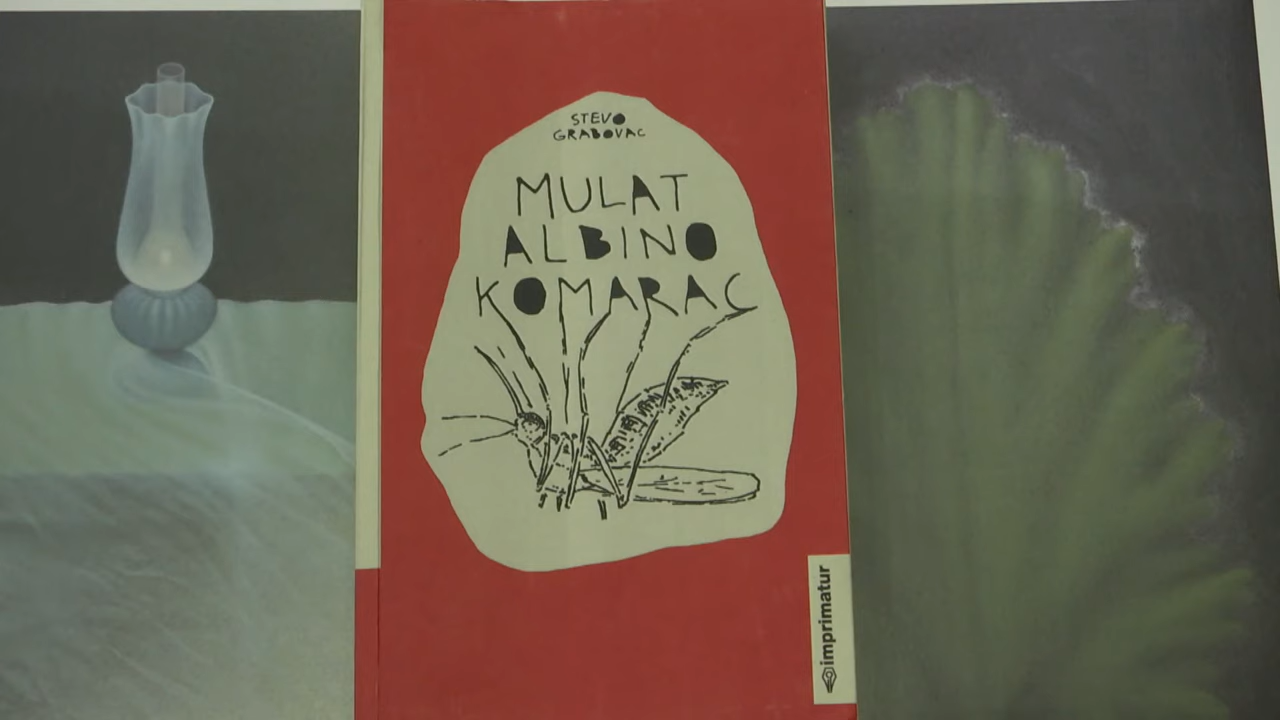 STEVO
GRABOVAC
MULAT
ALBINO
KOMARAC
imprimatur